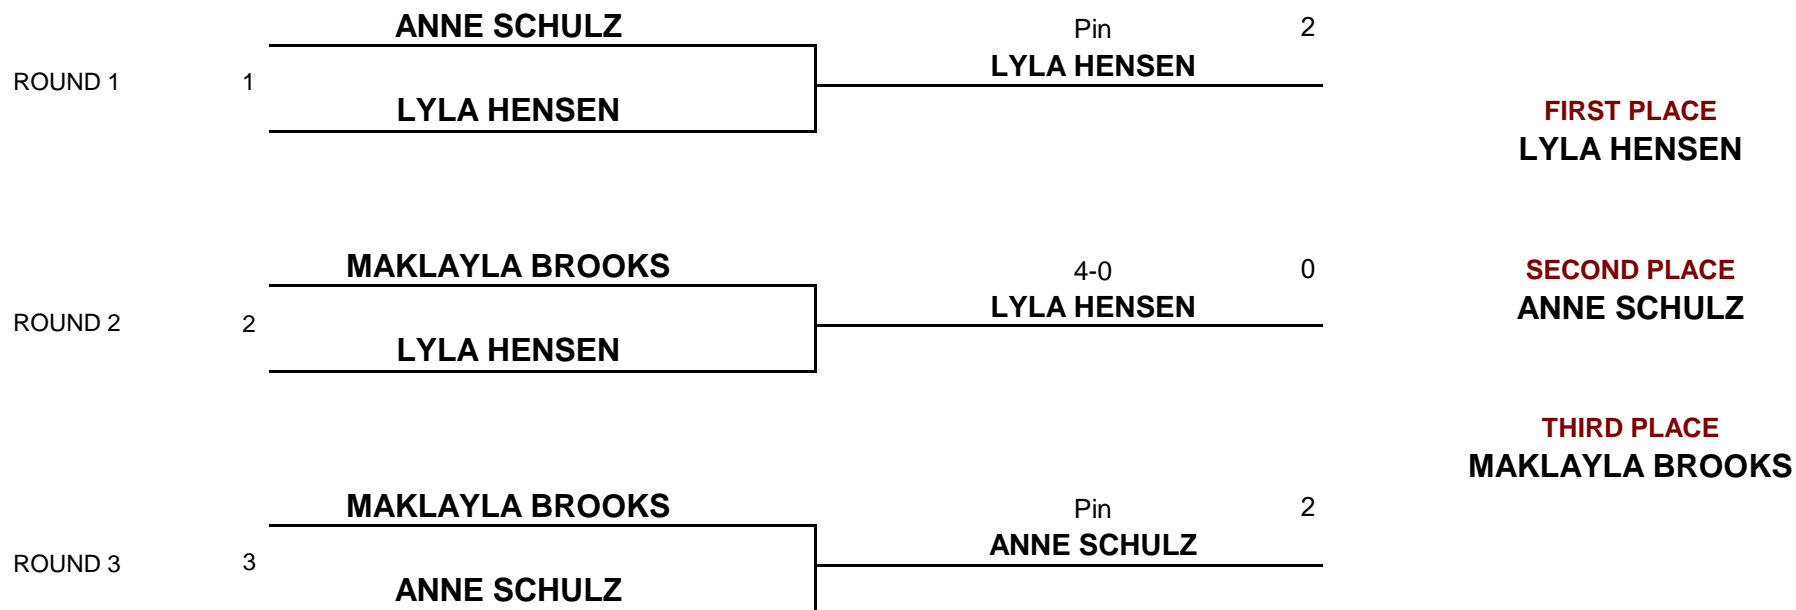 ANNE SCHULZ
Pin 2
LYLA HENSEN
ROUND 1 1
LYLA HENSEN
FIRST PLACE
LYLA HENSEN
MAKLAYLA BROOKS
4-0 0
LYLA HENSEN
SECOND PLACE
ANNE SCHULZ
ROUND 2 2
LYLA HENSEN
THIRD PLACE
MAKLAYLA BROOKS
MAKLAYLA BROOKS
Pin 2
ANNE SCHULZ
ROUND 3 3
ANNE SCHULZ